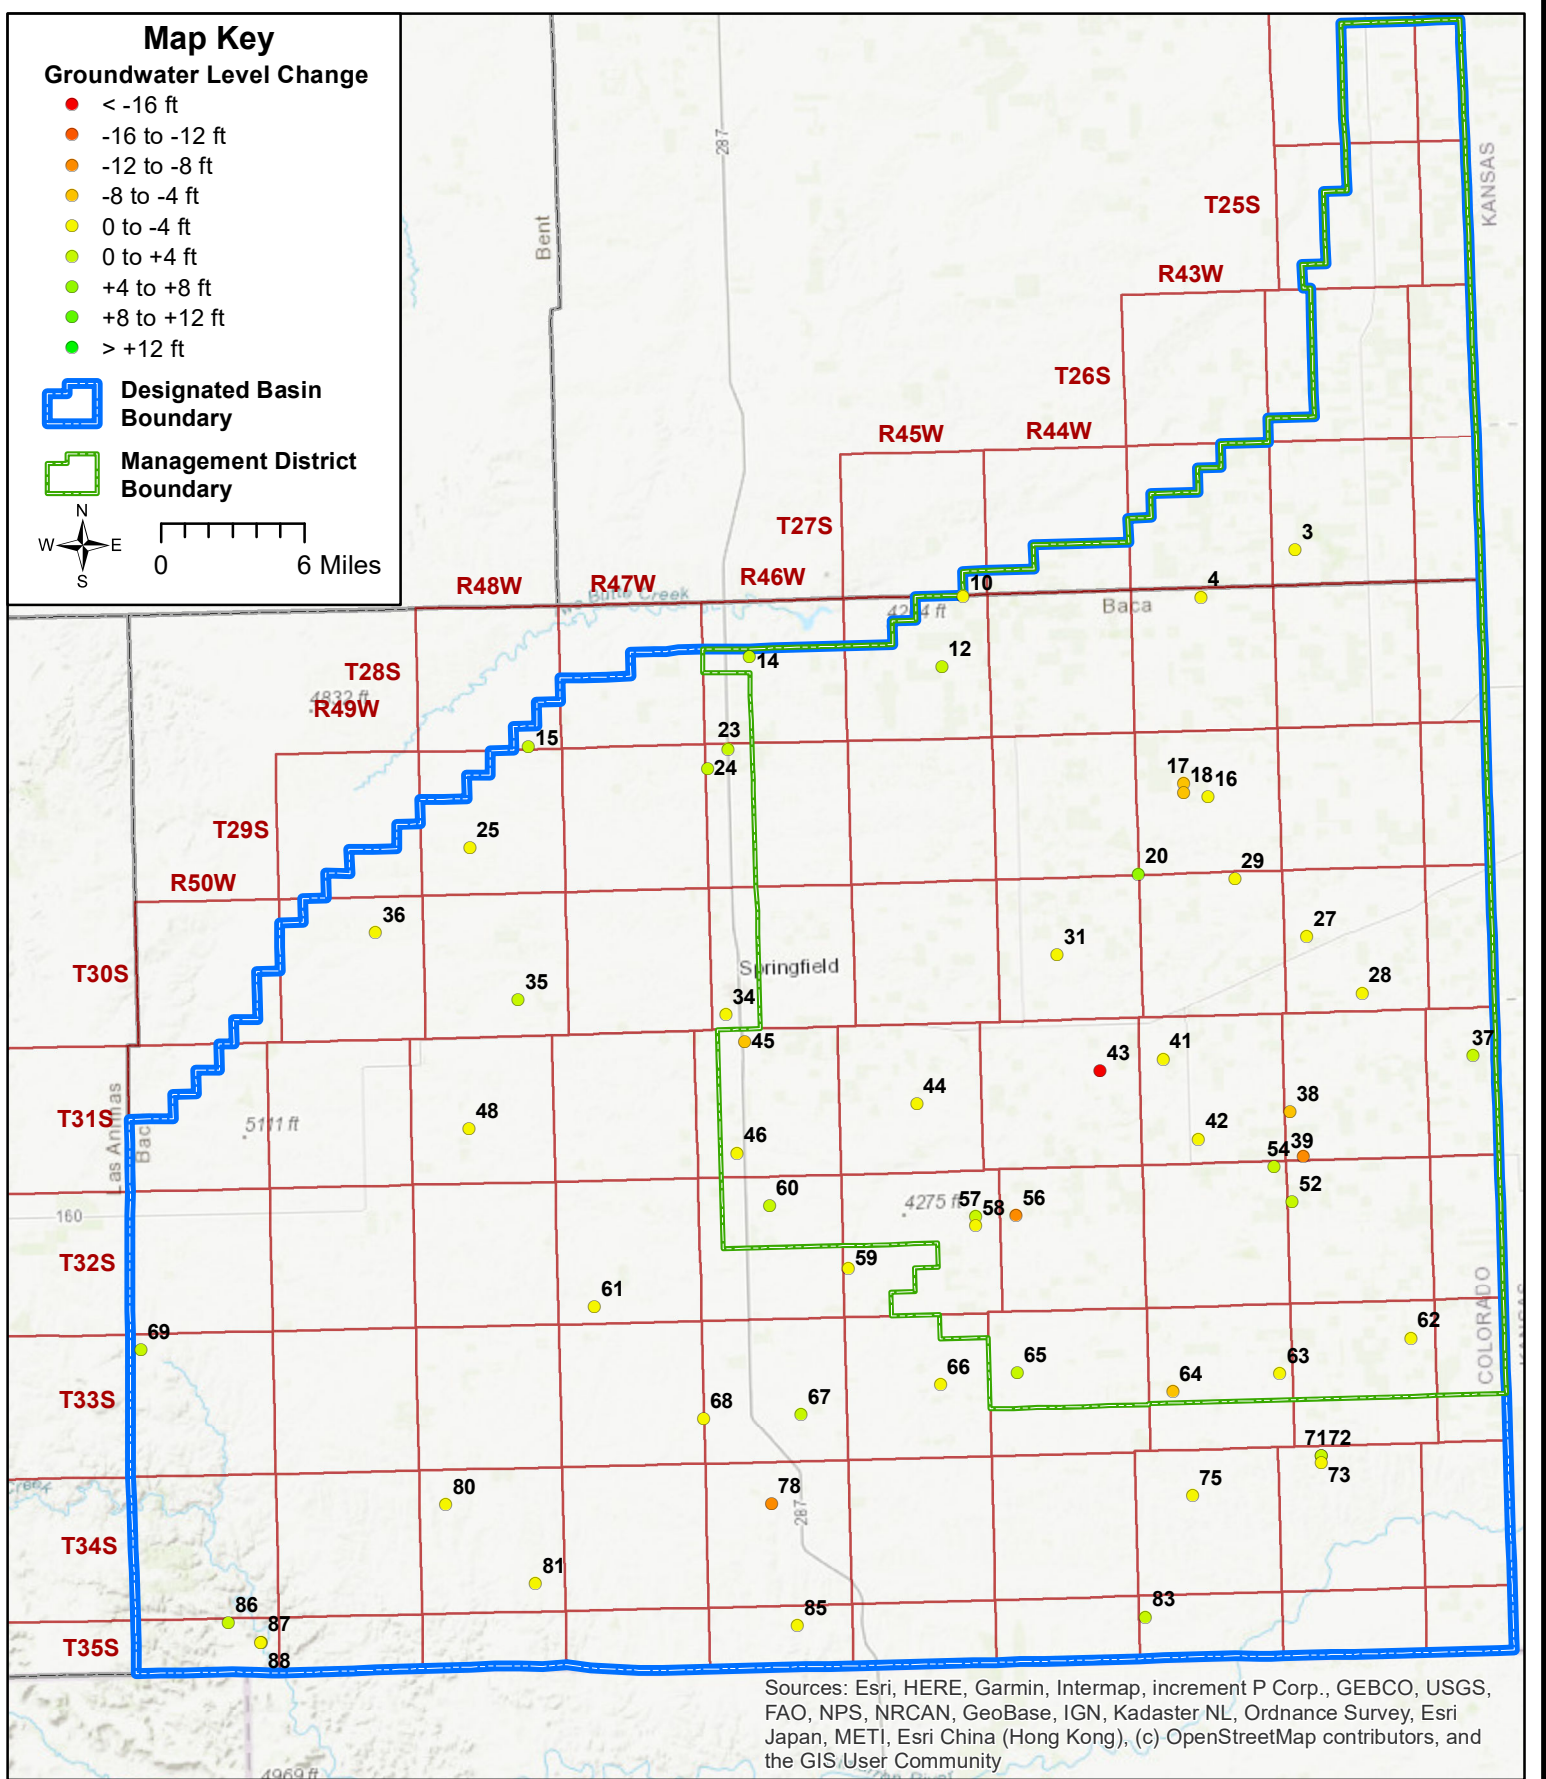 Map Key
Groundwater Level Change
< -16 ft
-16 to -12 ft
-12 to -8 ft
-8 to -4 ft
0 to -4 ft
0 to +4 ft
+4 to +8 ft
+8 to +12 ft
> +12 ft
Designated Basin
Boundary
Management District
Boundary
N
W E
S
0 6 Miles
287
KANSAS
Bent
T25S
R43W
T26S
R45W R44W
T27S
3
R48W R47W R46W
10
4
Butte Creek
ft
Baca
T28S
4832 ft
R49W
14
12
15
23
24
17
18
16
T29S
25
20
29
R50W
36
27
31
T30S
Springfield
28
35
34
45
43
41
37
44
38
T31S
Las Animas
5111 ft
48
46
42
54
39
60
52
160
4275 ft
57
58
56
T32S
59
61
COLORADO
69
62
65
63
66
64
T33S
68
67
7172
73
Creek
80
78
287
75
T34S
81
86
87
88
85
83
T35S
Sources: Esri, HERE, Garmin, Intermap, increment P Corp., GEBCO, USGS,
FAO, NPS, NRCAN, GeoBase, IGN, Kadaster NL, Ordnance Survey, Esri
Japan, METI, Esri China (Hong Kong), (c) OpenStreetMap contributors, and
the GIS User Community
4969 ft